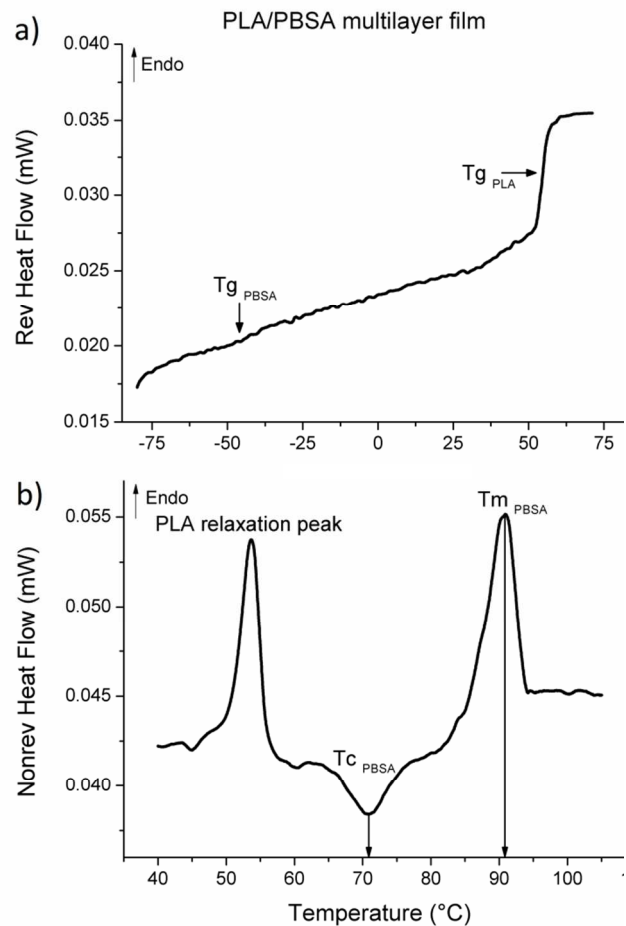 PLA/PBSA multilayer film
a)
Endo
0.040
0.035
0.030
0.025
0.020
0.015
Rev Heat Flow (mW)
Tg PLA
Tg PBSA
-75 -50 -25 0 25 50 75
b)
Endo
PLA relaxation peak
Tm PBSA
Tc PBSA
0.055
0.050
0.045
0.040
Nonrev Heat Flow (mW)
40 50 60 70 80 90 100 1
Temperature (°C)